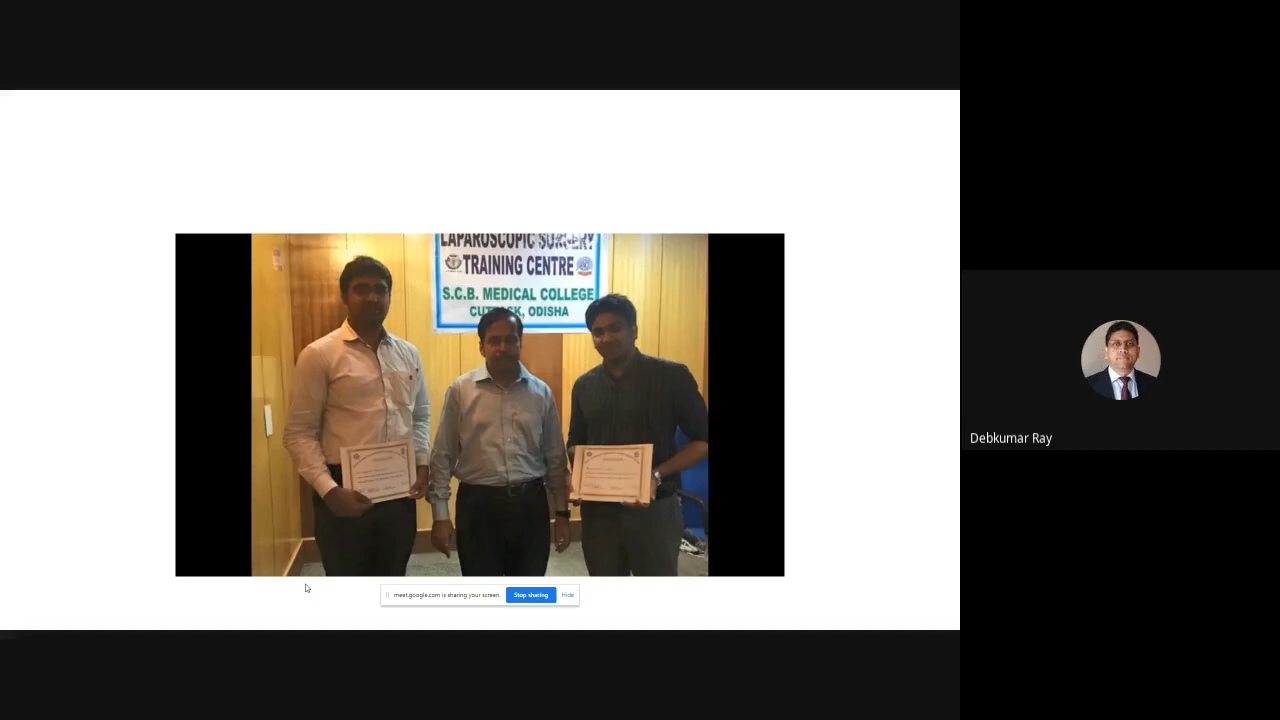 LAPAROSCOPIC SURGERY
TRAINING CENTRE
S.C.B. MEDICAL COLLEGE
CUTTACK, ODISHA
meet.google.com is sharing your screen.
Stop sharing
Hide
Debkumar Ray